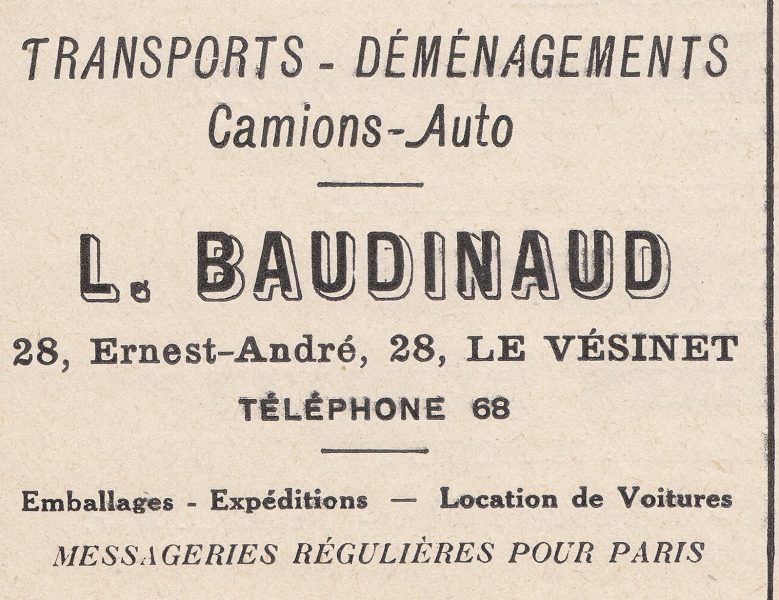 TRANSPORTS - DÉMÉNAGEMENTS
Camions-Auto
L. BAUDINAUD
28, Ernest-André, 28, LE VÉSINET
TÉLÉPHONE 68
Emballages - Expéditions — Location de Voitures
MESSAGERIES RÉGULIÈRES POUR PARIS